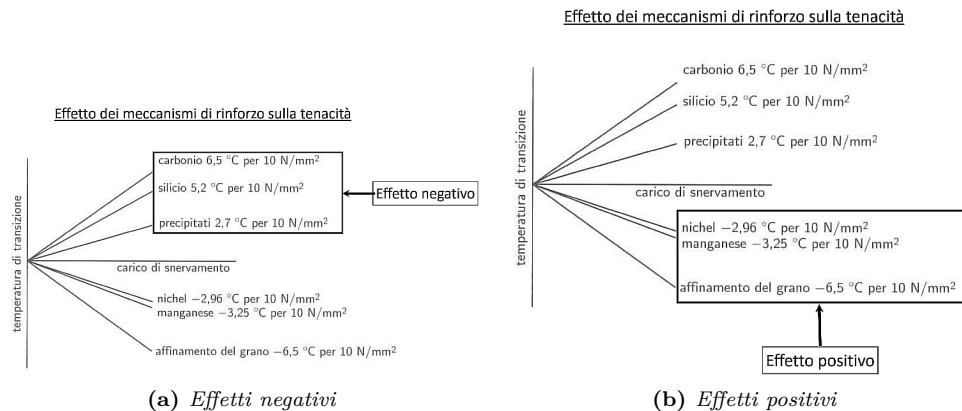 Effetto dei meccanismi di rinforzo sulla tenacità
temperatura di transizione
carbonio 6,5 °C per 10 N/mm²
silicio 5,2 °C per 10 N/mm²
precipitati 2,7 °C per 10 N/mm²
Effetto negativo
carico di snervamento
nichel −2,96 °C per 10 N/mm²
manganese −3,25 °C per 10 N/mm²
affinamento del grano −6,5 °C per 10 N/mm²
(a) Effetti negativi
Effetto dei meccanismi di rinforzo sulla tenacità
temperatura di transizione
carbonio 6,5 °C per 10 N/mm²
silicio 5,2 °C per 10 N/mm²
precipitati 2,7 °C per 10 N/mm²
carico di snervamento
nichel −2,96 °C per 10 N/mm²
manganese −3,25 °C per 10 N/mm²
affinamento del grano −6,5 °C per 10 N/mm²
Effetto positivo
(b) Effetti positivi